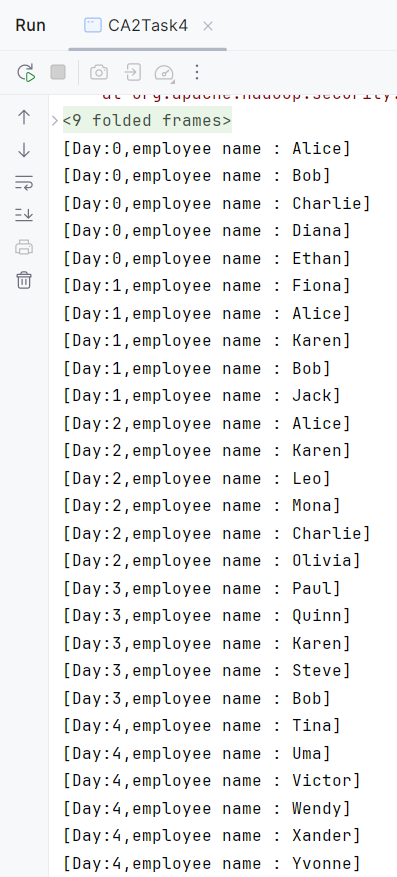 Run CA2Task4
at org.apache.hadoop.security.
<9 folded frames>
[Day:0,employee name : Alice]
[Day:0,employee name : Bob]
[Day:0,employee name : Charlie]
[Day:0,employee name : Diana]
[Day:0,employee name : Ethan]
[Day:1,employee name : Fiona]
[Day:1,employee name : Alice]
[Day:1,employee name : Karen]
[Day:1,employee name : Bob]
[Day:1,employee name : Jack]
[Day:2,employee name : Alice]
[Day:2,employee name : Karen]
[Day:2,employee name : Leo]
[Day:2,employee name : Mona]
[Day:2,employee name : Charlie]
[Day:2,employee name : Olivia]
[Day:3,employee name : Paul]
[Day:3,employee name : Quinn]
[Day:3,employee name : Karen]
[Day:3,employee name : Steve]
[Day:3,employee name : Bob]
[Day:4,employee name : Tina]
[Day:4,employee name : Uma]
[Day:4,employee name : Victor]
[Day:4,employee name : Wendy]
[Day:4,employee name : Xander]
[Day:4,employee name : Yvonne]